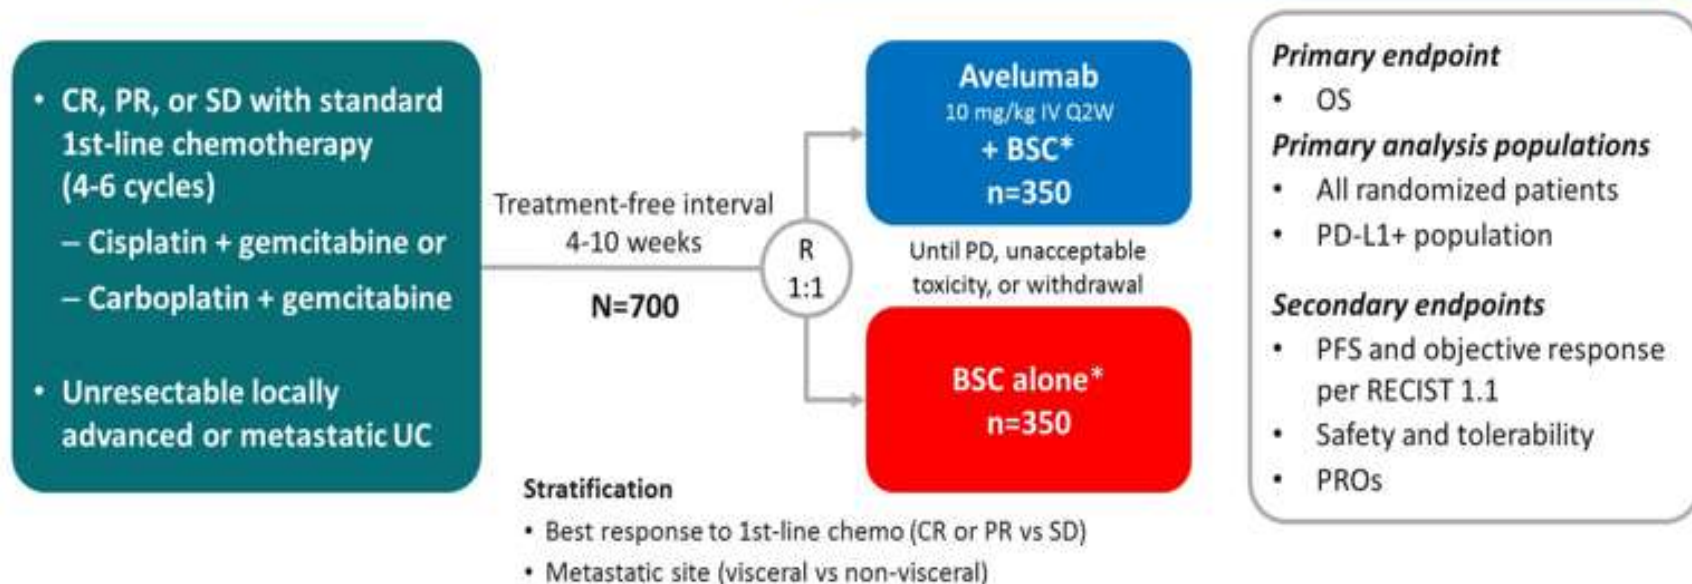 • CR, PR, or SD with standard
1st-line chemotherapy
(4-6 cycles)
– Cisplatin + gemcitabine or
– Carboplatin + gemcitabine
• Unresectable locally
advanced or metastatic UC
Treatment-free interval
4-10 weeks
N=700
R
1:1
Avelumab
10 mg/kg IV Q2W
+ BSC*
n=350
Until PD, unacceptable
toxicity, or withdrawal
BSC alone*
n=350
Stratification
• Best response to 1st-line chemo (CR or PR vs SD)
• Metastatic site (visceral vs non-visceral)
Primary endpoint
• OS
Primary analysis populations
• All randomized patients
• PD-L1+ population
Secondary endpoints
• PFS and objective response
per RECIST 1.1
• Safety and tolerability
• PROs